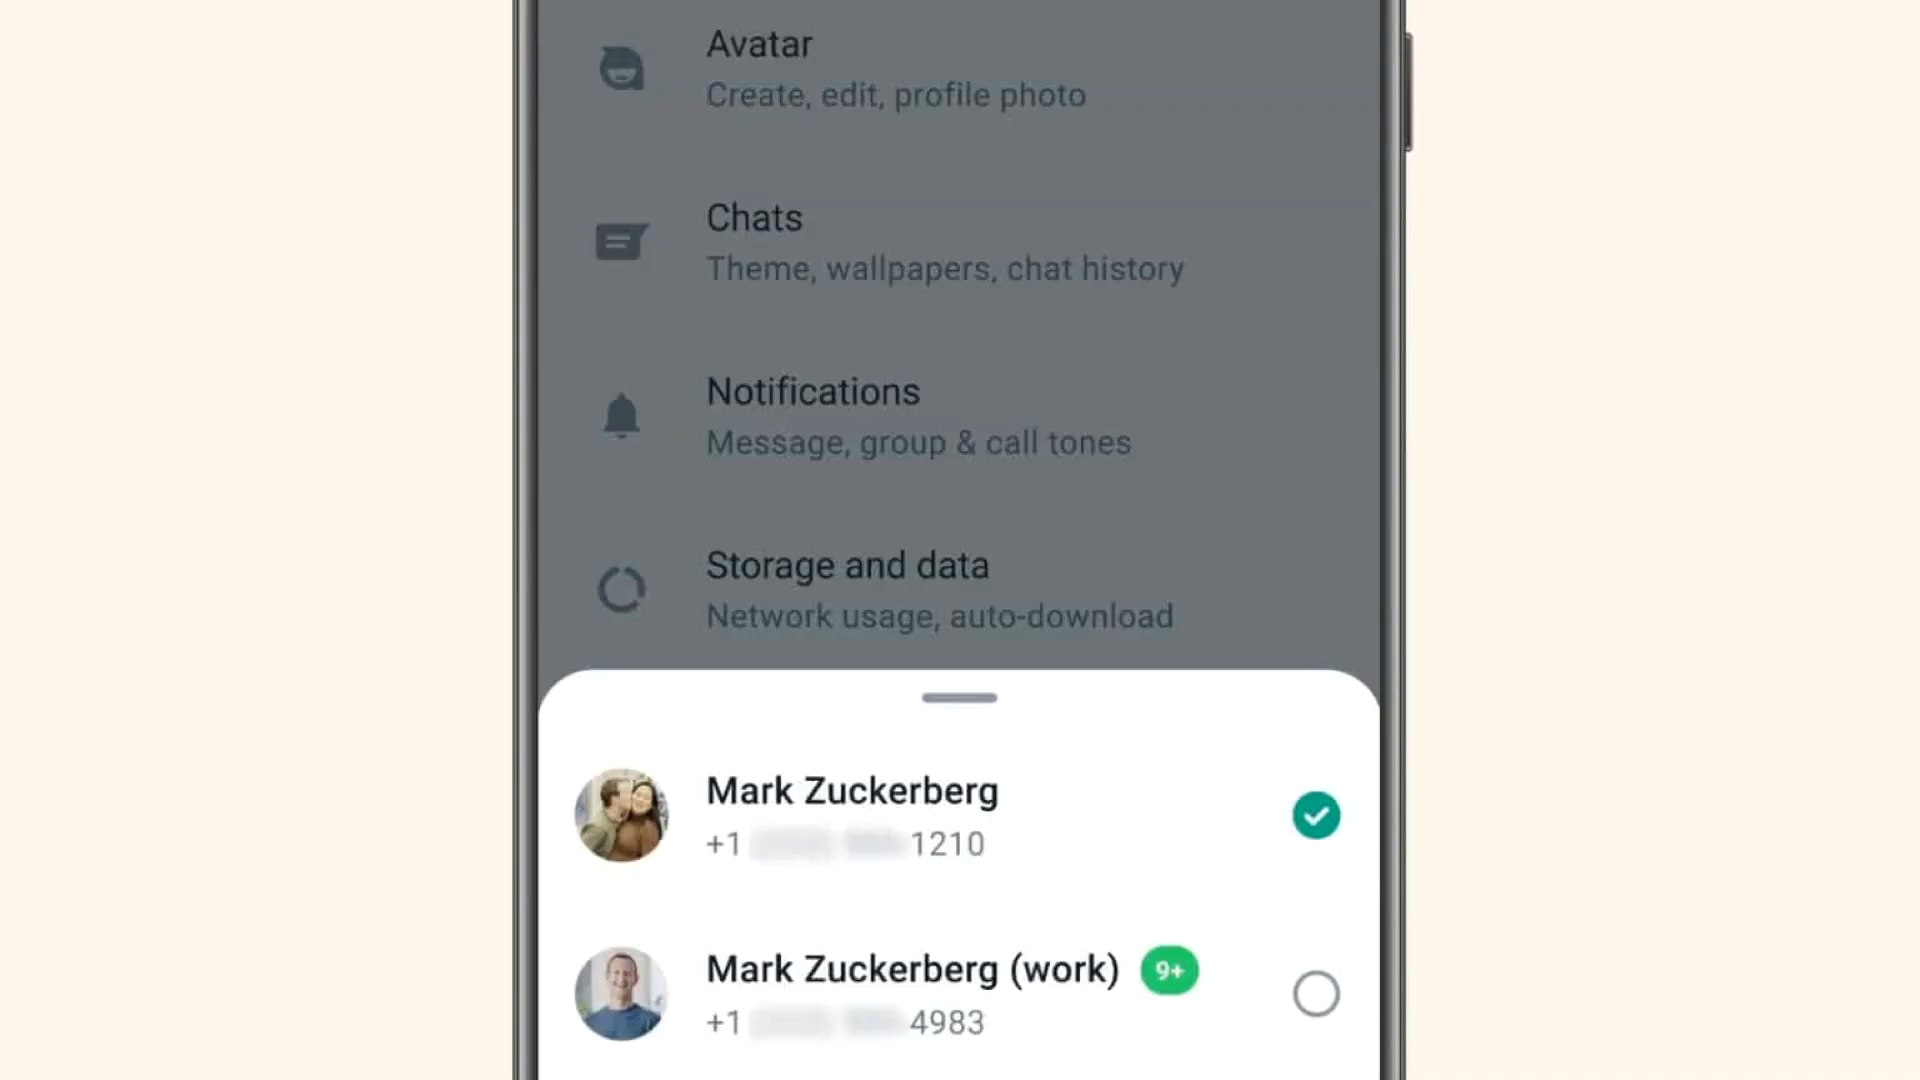 Avatar
Create, edit, profile photo
Chats
Theme, wallpapers, chat history
Notifications
Message, group & call tones
Storage and data
Network usage, auto-download
Mark Zuckerberg
+1 1210
Mark Zuckerberg (work) 9+
+1 4983